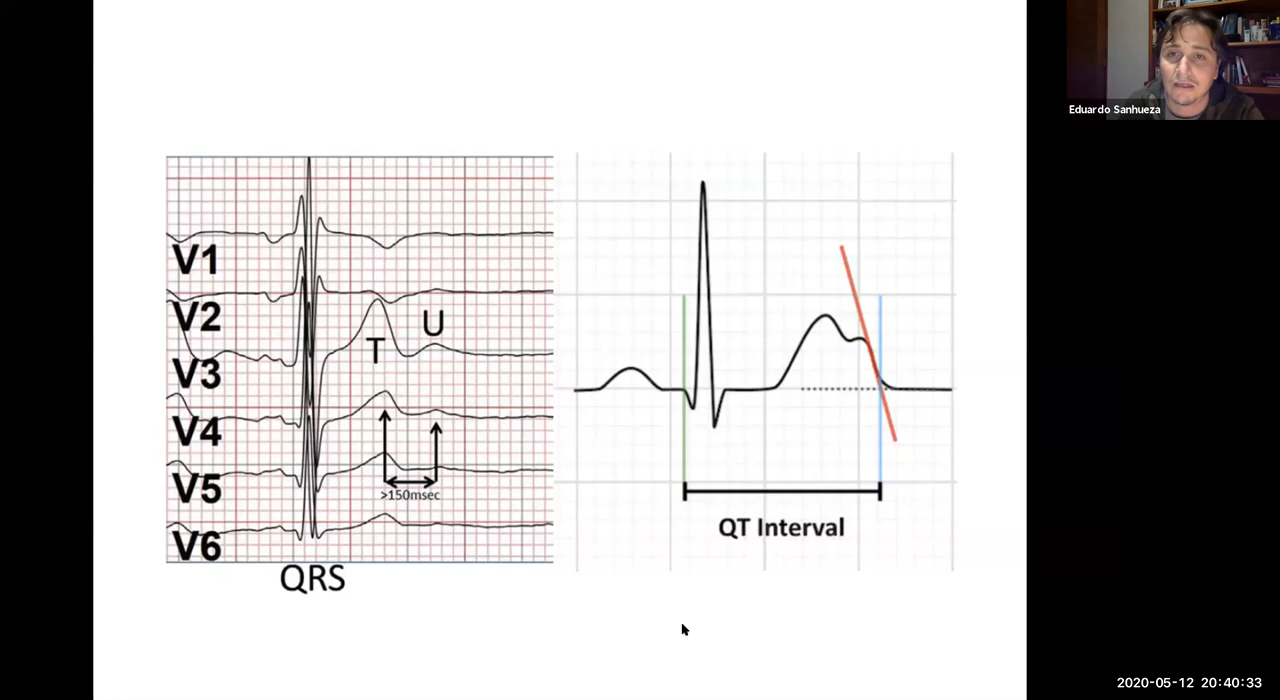 Eduardo Sanhueza
V1
V2
V3
V4
V5
V6
T
U
>150msec
QRS
QT Interval
2020-05-12 20:40:33